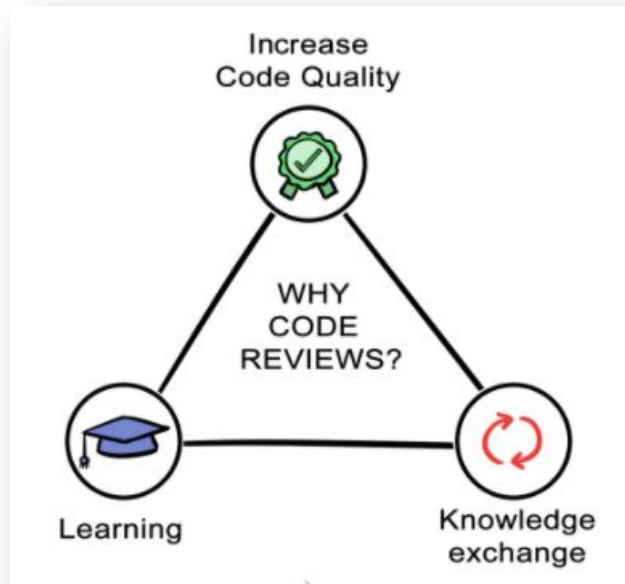 Increase
Code Quality
WHY
CODE
REVIEWS?
Learning
Knowledge
exchange